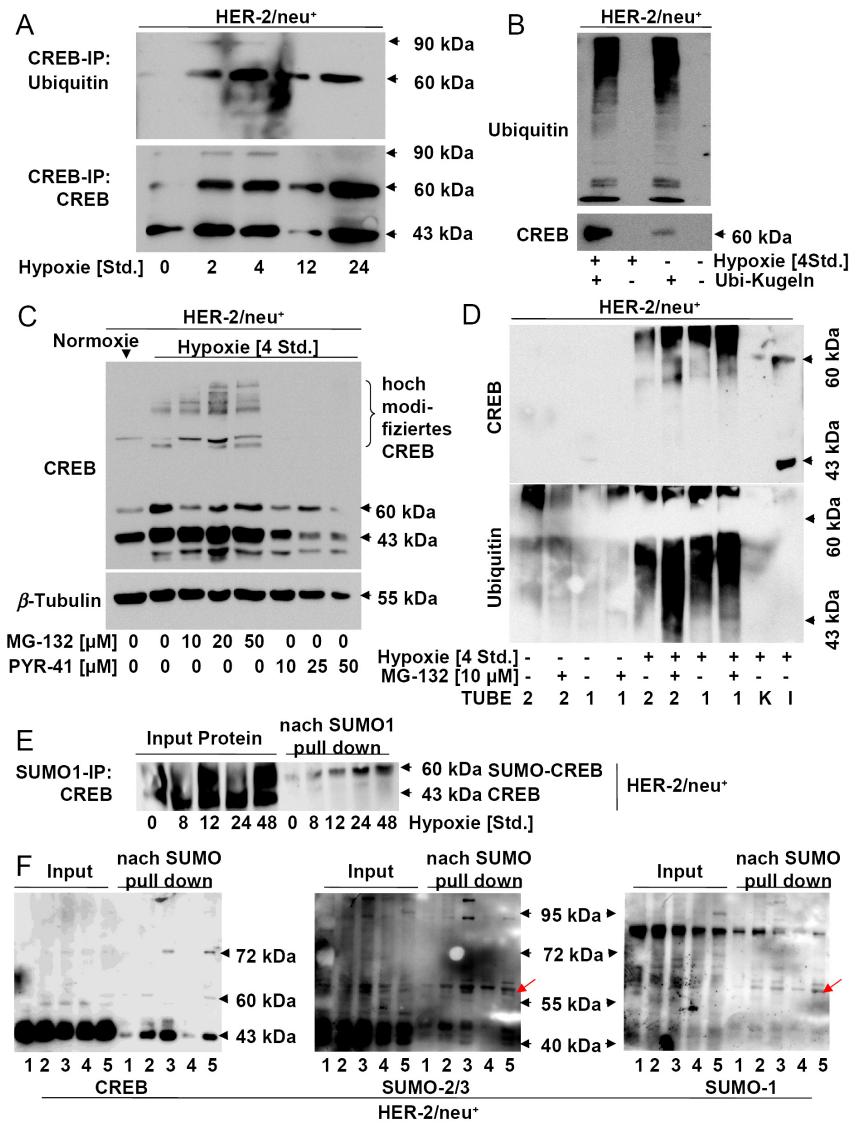 A
HER-2/neu⁺
CREB-IP:
Ubiquitin
90 kDa
60 kDa
CREB-IP:
CREB
90 kDa
60 kDa
43 kDa
Hypoxie [Std.] 0 2 4 12 24
B
HER-2/neu⁺
Ubiquitin
CREB
60 kDa
+ + - - Hypoxie [4Std.]
+ - + - Ubi-Kugeln
C
HER-2/neu⁺
Normoxie
Hypoxie [4 Std.]
CREB
hoch
modi-
fiziertes
CREB
60 kDa
43 kDa
β-Tubulin
55 kDa
MG-132 [µM] 0 0 10 20 50 0 0 0
PYR-41 [µM] 0 0 0 0 0 10 25 50
D
HER-2/neu⁺
CREB
60 kDa
43 kDa
Ubiquitin
60 kDa
43 kDa
Hypoxie [4 Std.] - - - - + + + + + +
MG-132 [10 µM] - + - + - + - + - -
TUBE 2 2 1 1 2 2 1 1 K I
E
Input Protein
nach SUMO1
pull down
SUMO1-IP:
CREB
60 kDa SUMO-CREB
43 kDa CREB
HER-2/neu⁺
0 8 12 24 48 0 8 12 24 48 Hypoxie [Std.]
F
Input
nach SUMO
pull down
Input
nach SUMO
pull down
Input
nach SUMO
pull down
72 kDa
60 kDa
43 kDa
95 kDa
72 kDa
55 kDa
40 kDa
1 2 3 4 5 1 2 3 4 5
1 2 3 4 5 1 2 3 4 5
1 2 3 4 5 1 2 3 4 5
CREB
SUMO-2/3
SUMO-1
HER-2/neu⁺